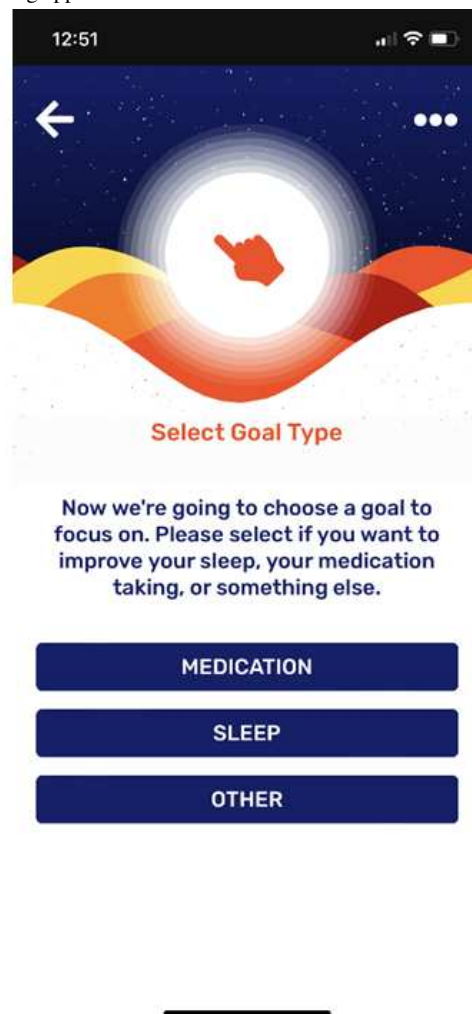 12:51
Select Goal Type
Now we're going to choose a goal to
focus on. Please select if you want to
improve your sleep, your medication
taking, or something else.
MEDICATION
SLEEP
OTHER